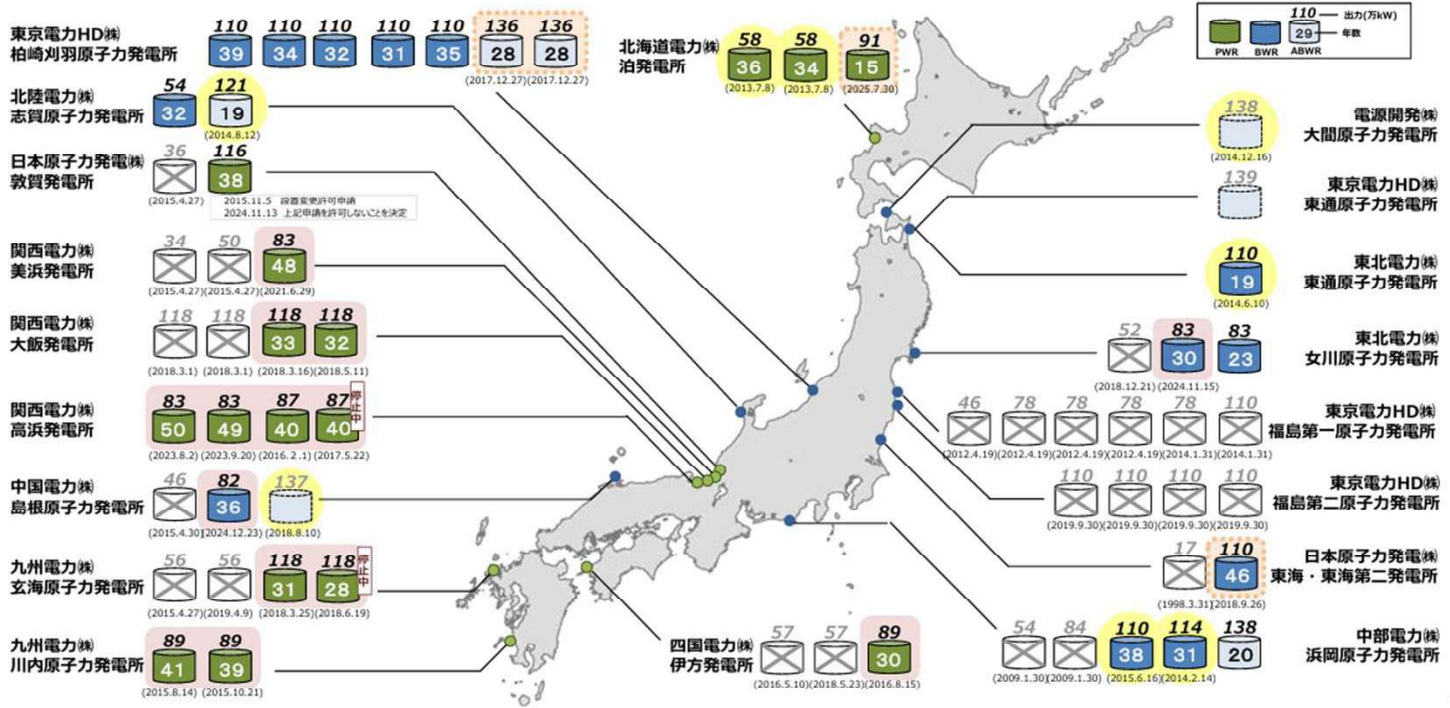 東京電力HD㈱
柏崎刈羽原子力発電所
110 110 110 110 110 136 136
39 34 32 31 35 28 28
(2017.12.27)(2017.12.27)
北海道電力㈱
泊発電所
58 58 91
36 34 15
(2013.7.8) (2013.7.8) (2025.7.30)
110 出力(万kW)
29 年数
PWR BWR ABWR
北陸電力㈱
志賀原子力発電所
54 121
32 19
(2014.8.12)
日本原子力発電㈱
敦賀発電所
36 116
38
(2015.4.27)
2015.11.5 設置変更許可申請
2024.11.13 上記申請を許可しないことを決定
関西電力㈱
美浜発電所
34 50 83
48
(2015.4.27)(2015.4.27)(2021.6.29)
関西電力㈱
大飯発電所
118 118 118 118
33 32
(2018.3.1) (2018.3.1) (2018.3.16)(2018.5.11)
関西電力㈱
高浜発電所
83 83 87 87
停止中
50 49 40 40
(2023.8.2) (2023.9.20) (2016.2.1) (2017.5.22)
中国電力㈱
島根原子力発電所
46 82 137
36
(2015.4.30)(2024.12.23) (2018.8.10)
九州電力㈱
玄海原子力発電所
56 56 118 118
停止中
31 28
(2015.4.27) (2019.4.9) (2018.3.25) (2018.6.19)
九州電力㈱
川内原子力発電所
89 89
41 39
(2015.8.14) (2015.10.21)
四国電力㈱
伊方発電所
57 57 89
30
(2016.5.10)(2018.5.23)(2016.8.15)
138
電源開発㈱
大間原子力発電所
(2014.12.16)
139
東京電力HD㈱
東通原子力発電所
110
19
東北電力㈱
東通原子力発電所
(2014.6.10)
52 83 83
30 23
東北電力㈱
女川原子力発電所
(2018.12.21) (2024.11.15)
46 78 78 78 78 110
東京電力HD㈱
福島第一原子力発電所
(2012.4.19)(2012.4.19)(2012.4.19)(2012.4.19)(2014.1.31)(2014.1.31)
110 110 110 110
東京電力HD㈱
福島第二原子力発電所
(2019.9.30)(2019.9.30)(2019.9.30)(2019.9.30)
17 110
46
日本原子力発電㈱
東海・東海第二発電所
(1998.3.31)(2018.9.26)
54 84 110 114 138
38 31 20
中部電力㈱
浜岡原子力発電所
(2009.1.30)(2009.1.30) (2015.6.16)(2014.2.14)